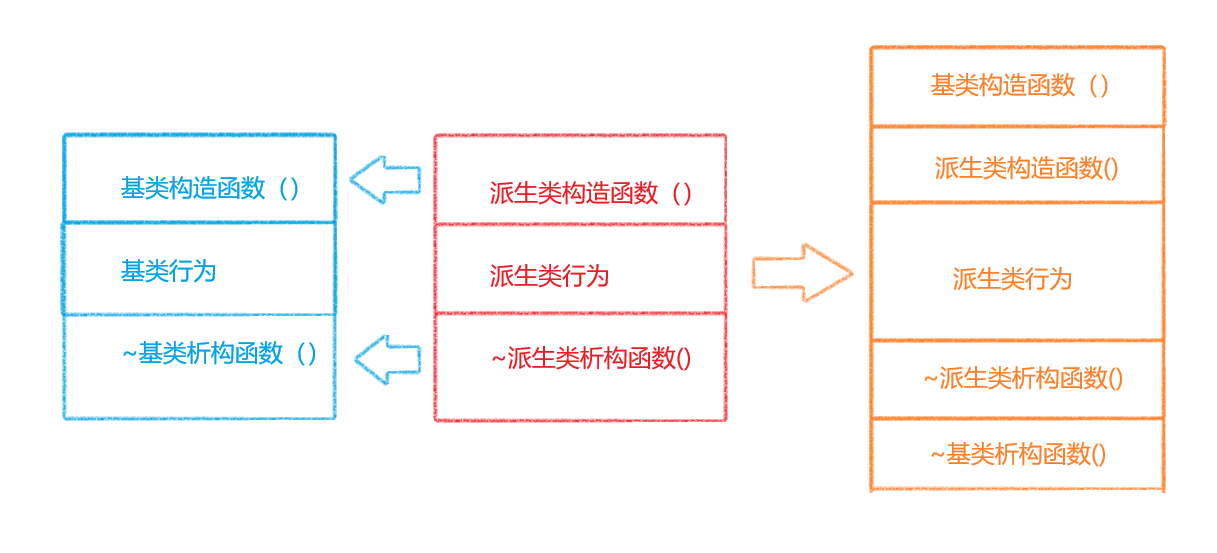 基类构造函数（）
基类行为
~基类析构函数（）
派生类构造函数（）
派生类行为
~派生类析构函数()
基类构造函数（）
派生类构造函数()
派生类行为
~派生类析构函数()
~基类析构函数()